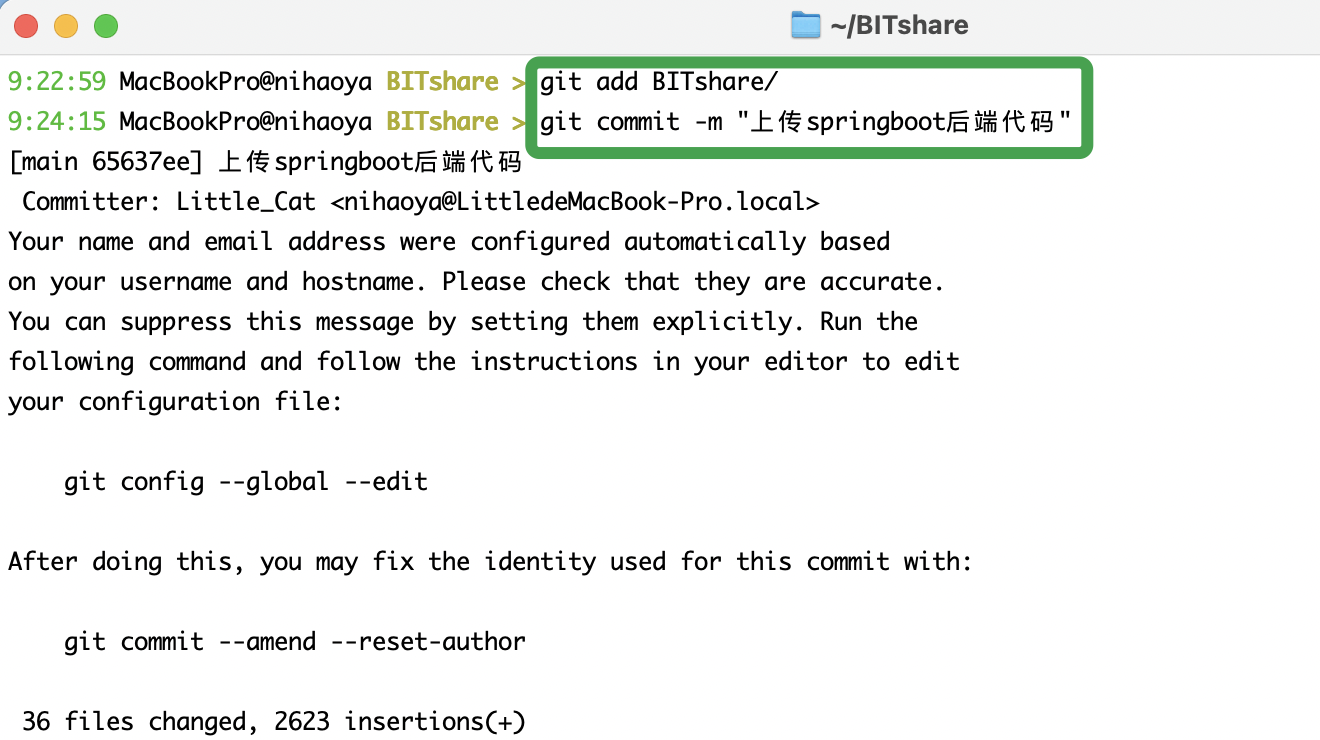 ~/BITshare
9:22:59 MacBookPro@nihaoya BITshare > git add BITshare/
9:24:15 MacBookPro@nihaoya BITshare > git commit -m "上传springboot后端代码"
[main 65637ee] 上传springboot后端代码
Committer: Little_Cat <nihaoya@LittledeMacBook-Pro.local>
Your name and email address were configured automatically based
on your username and hostname. Please check that they are accurate.
You can suppress this message by setting them explicitly. Run the
following command and follow the instructions in your editor to edit
your configuration file:
git config --global --edit
After doing this, you may fix the identity used for this commit with:
git commit --amend --reset-author
36 files changed, 2623 insertions(+)